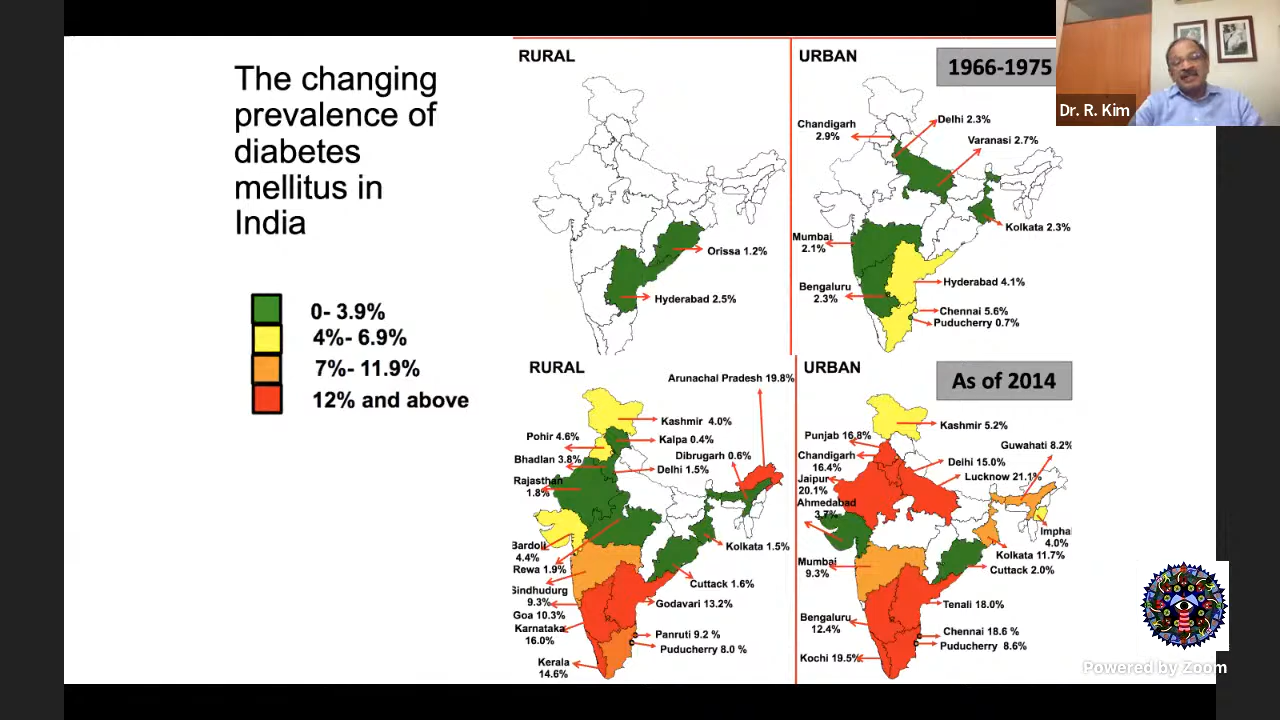 The changing
prevalence of
diabetes
mellitus in
India
0- 3.9%
4%- 6.9%
7%- 11.9%
12% and above
RURAL
Orissa 1.2%
Hyderabad 2.5%
URBAN
1966-1975
Chandigarh
2.9%
Delhi 2.3%
Varanasi 2.7%
Kolkata 2.3%
Mumbai
2.1%
Bengaluru
2.3%
Hyderabad 4.1%
Chennai 5.6%
Puducherry 0.7%
RURAL
Arunachal Pradesh 19.8%
Kashmir 4.0%
Pohir 4.6%
Kalpa 0.4%
Bhadlan 3.8%
Dibrugarh 0.6%
Delhi 1.5%
Rajasthan
1.8%
Bardoli
4.4%
Rewa 1.9%
Kolkata 1.5%
Cuttack 1.6%
Sindhudurg
9.3%
Godavari 13.2%
Goa 10.3%
Karnataka
16.0%
Panruti 9.2 %
Puducherry 8.0 %
Kerala
14.6%
URBAN
As of 2014
Kashmir 5.2%
Punjab 16.8%
Guwahati 8.2%
Chandigarh
16.4%
Delhi 15.0%
Jaipur
20.1%
Lucknow 21.1%
Ahmedabad
3.7%
Imphal
4.0%
Kolkata 11.7%
Mumbai
9.3%
Cuttack 2.0%
Tenali 18.0%
Bengaluru
12.4%
Chennai 18.6 %
Puducherry 8.6%
Kochi 19.5%
Dr. R. Kim
Powered by Zoom